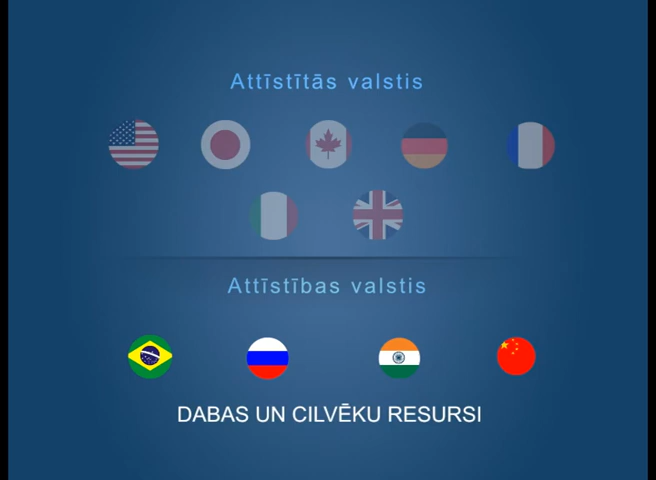 Attīstītās valstis
Attīstības valstis
DABAS UN CILVĒKU RESURSI